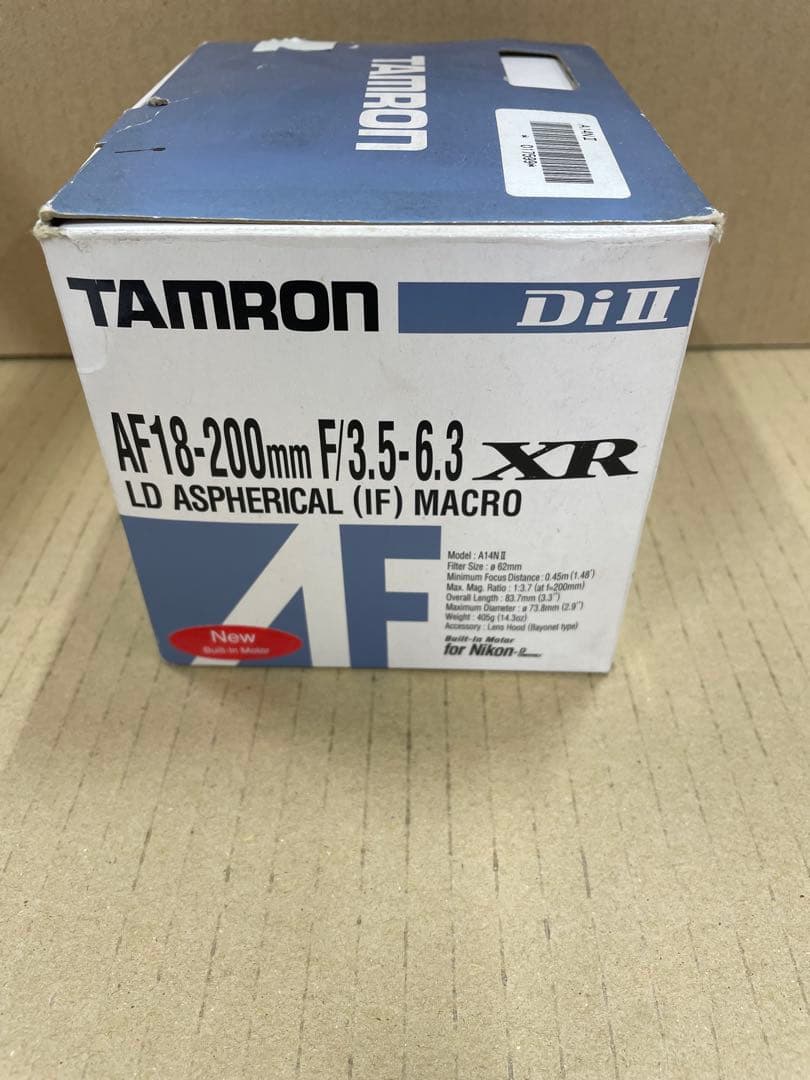 TAMRON
A14NII
TAMRON Di II
AF18-200mm F/3.5-6.3 XR
LD ASPHERICAL (IF) MACRO
AF
New
Built-In Motor
Model : A14N II
Filter Size : ø 62mm
Minimum Focus Distance : 0.45m (1.48')
Max. Mag. Ratio : 1:3.7 (at f=200mm)
Overall Length : 83.7mm (3.3")
Maximum Diameter : ø 73.8mm (2.9")
Weight : 405g (14.3oz)
Accessory : Lens Hood (Bayonet type)
Built-in Motor
for Nikon-D